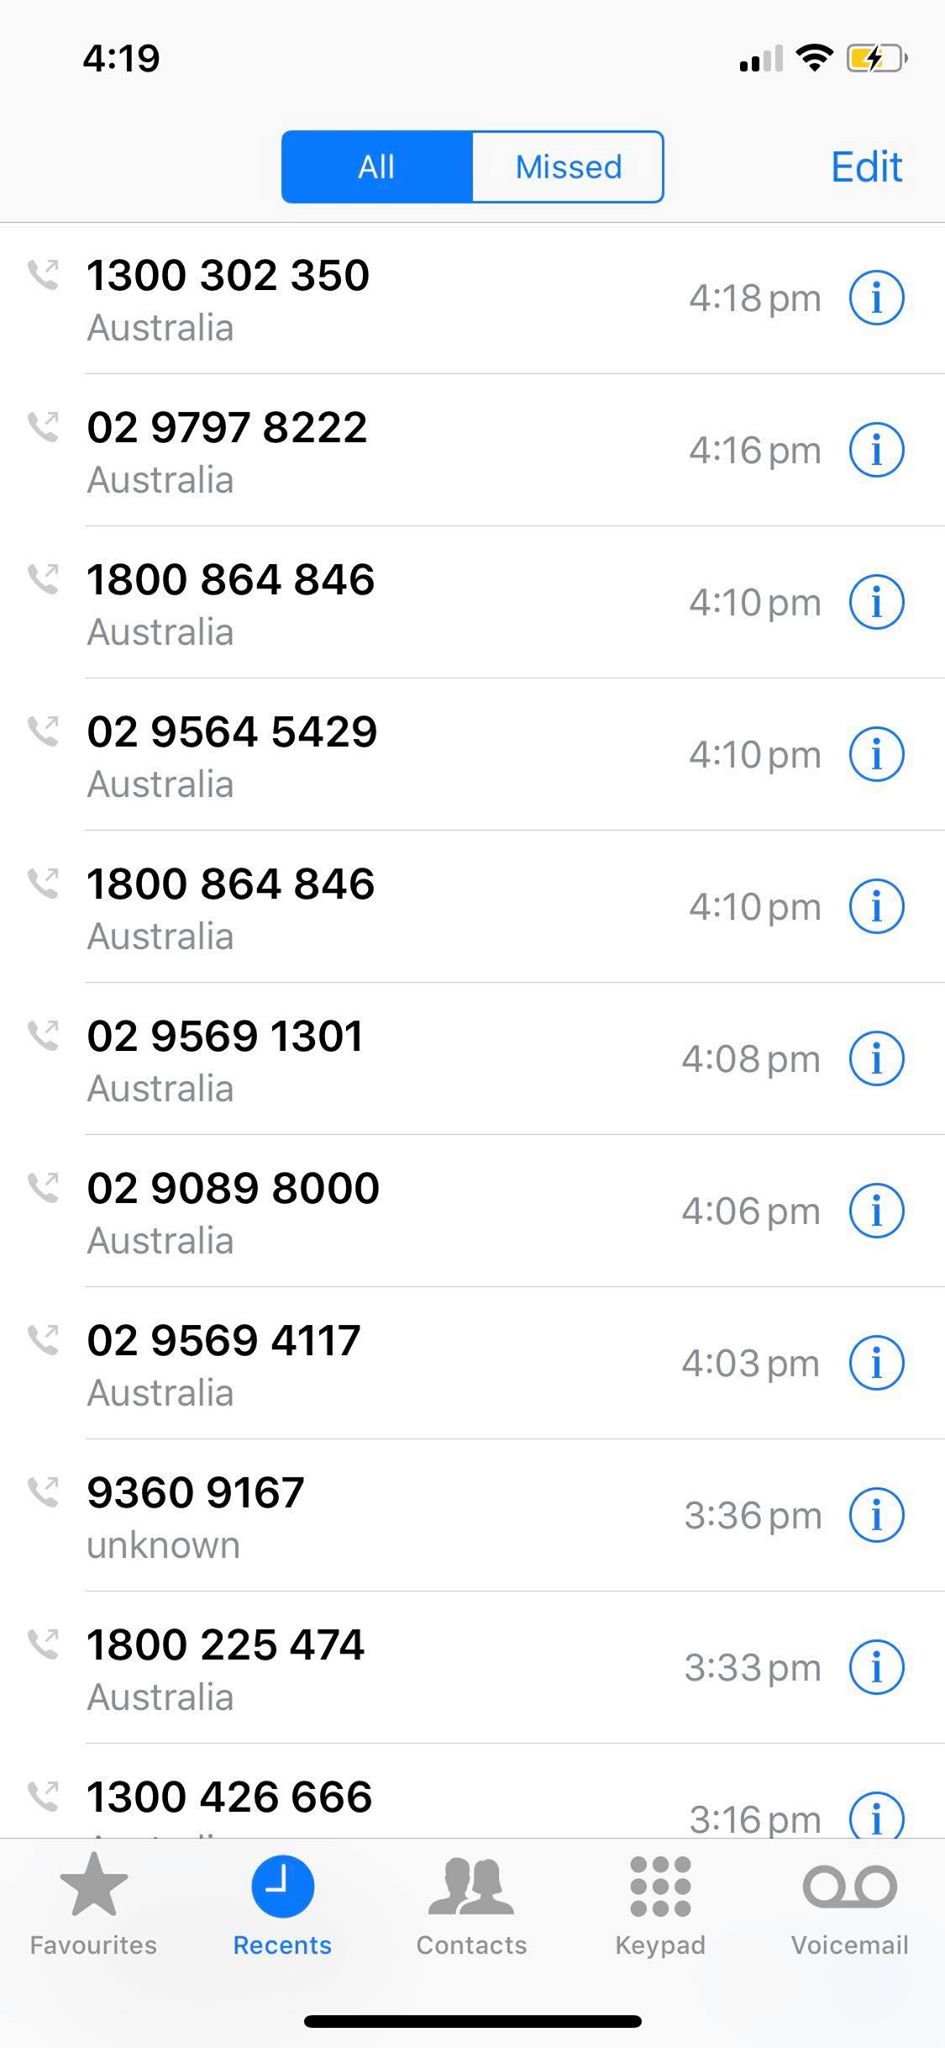 4:19
All Missed Edit
1300 302 350
Australia
4:18 pm
02 9797 8222
Australia
4:16 pm
1800 864 846
Australia
4:10 pm
02 9564 5429
Australia
4:10 pm
1800 864 846
Australia
4:10 pm
02 9569 1301
Australia
4:08 pm
02 9089 8000
Australia
4:06 pm
02 9569 4117
Australia
4:03 pm
9360 9167
unknown
3:36 pm
1800 225 474
Australia
3:33 pm
1300 426 666
3:16 pm
Favourites Recents Contacts Keypad Voicemail